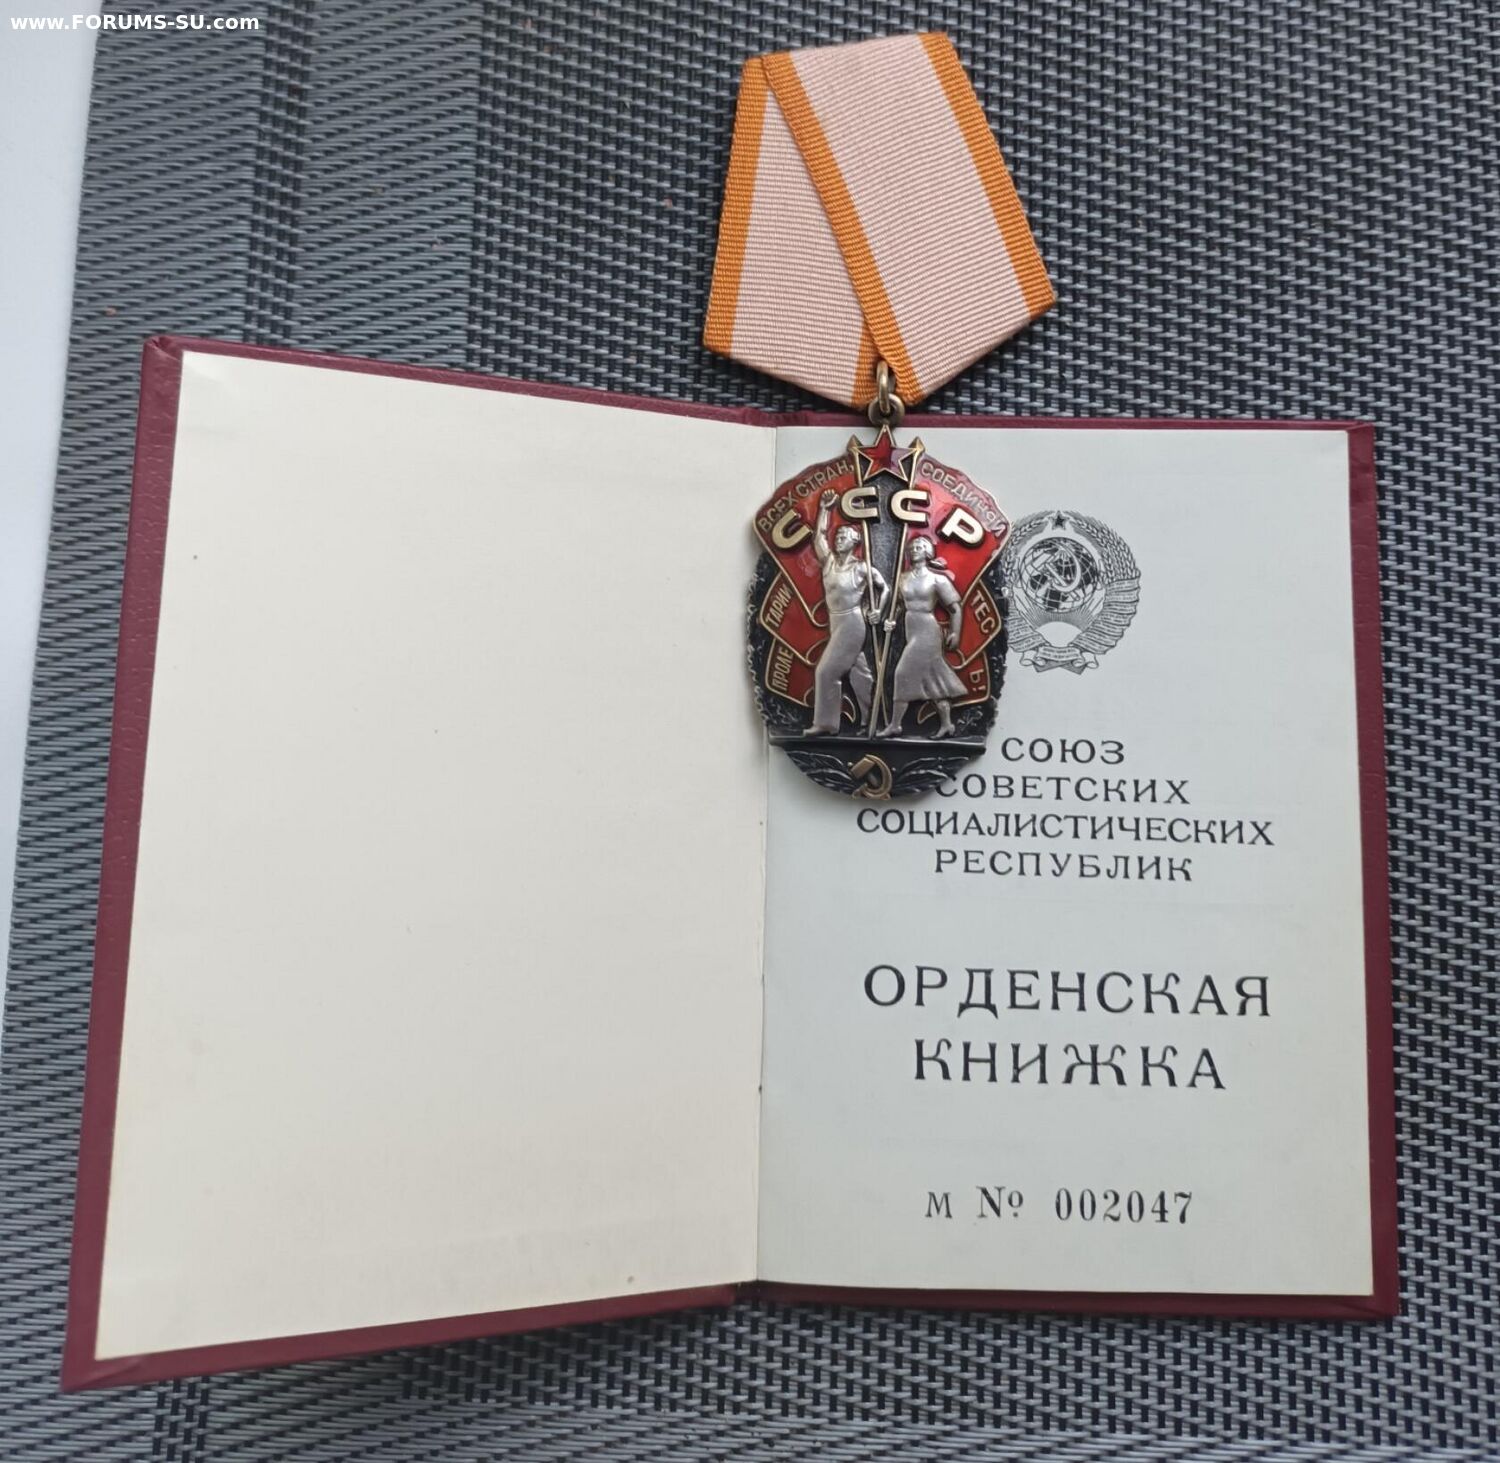 www.FORUMS-SU.com
ВСЕХ СТРАН, СОЕДИНЯЙ
СССР
ТАРИИ ТЕС
ПРОЛЕ Ь!
СОЮЗ
СОВЕТСКИХ
СОЦИАЛИСТИЧЕСКИХ
РЕСПУБЛИК
ОРДЕНСКАЯ
КНИЖКА
М № 002047